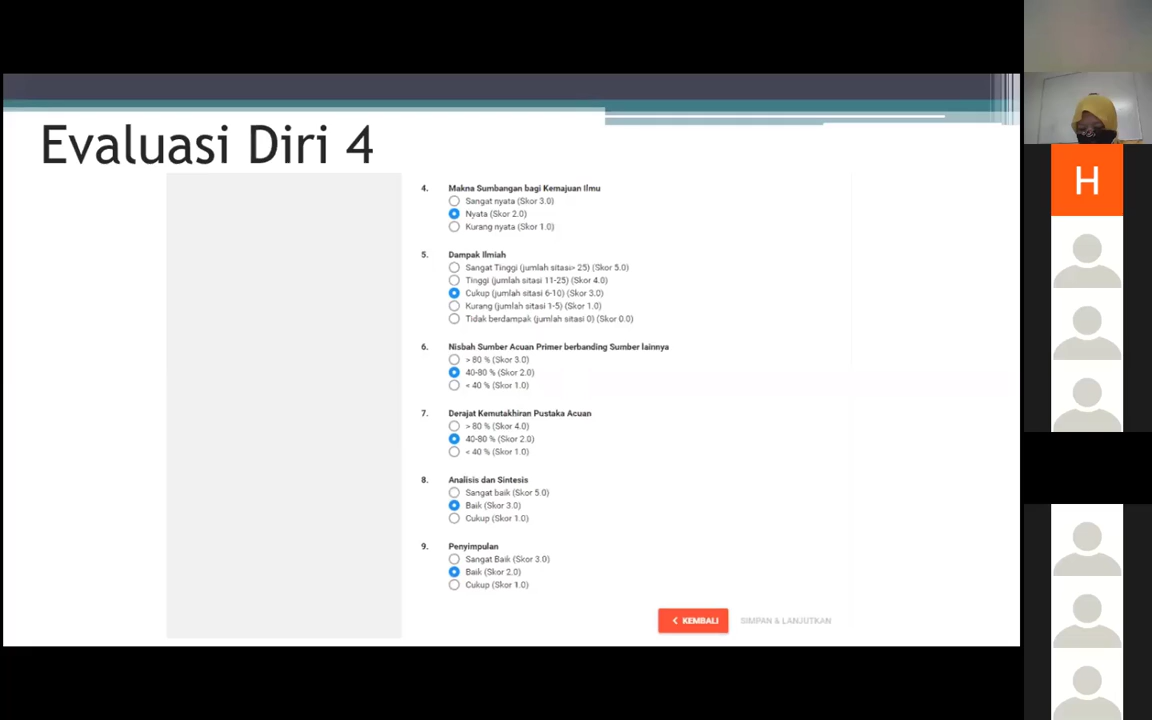 Evaluasi Diri 4
4. Makna Sumbangan bagi Kemajuan Ilmu
Sangat nyata (Skor 3.0)
Nyata (Skor 2.0)
Kurang nyata (Skor 1.0)
5. Dampak Ilmiah
Sangat Tinggi (jumlah sitasi> 25) (Skor 5.0)
Tinggi (jumlah sitasi 11-25) (Skor 4.0)
Cukup (jumlah sitasi 6-10) (Skor 3.0)
Kurang (jumlah sitasi 1-5) (Skor 1.0)
Tidak berdampak (jumlah sitasi 0) (Skor 0.0)
6. Nisbah Sumber Acuan Primer berbanding Sumber lainnya
> 80 % (Skor 3.0)
40-80 % (Skor 2.0)
< 40 % (Skor 1.0)
7. Derajat Kemutakhiran Pustaka Acuan
> 80 % (Skor 4.0)
40-80 % (Skor 2.0)
< 40 % (Skor 1.0)
8. Analisis dan Sintesis
Sangat baik (Skor 5.0)
Baik (Skor 3.0)
Cukup (Skor 1.0)
9. Penyimpulan
Sangat Baik (Skor 3.0)
Baik (Skor 2.0)
Cukup (Skor 1.0)
< KEMBALI SIMPAN & LANJUTKAN
H